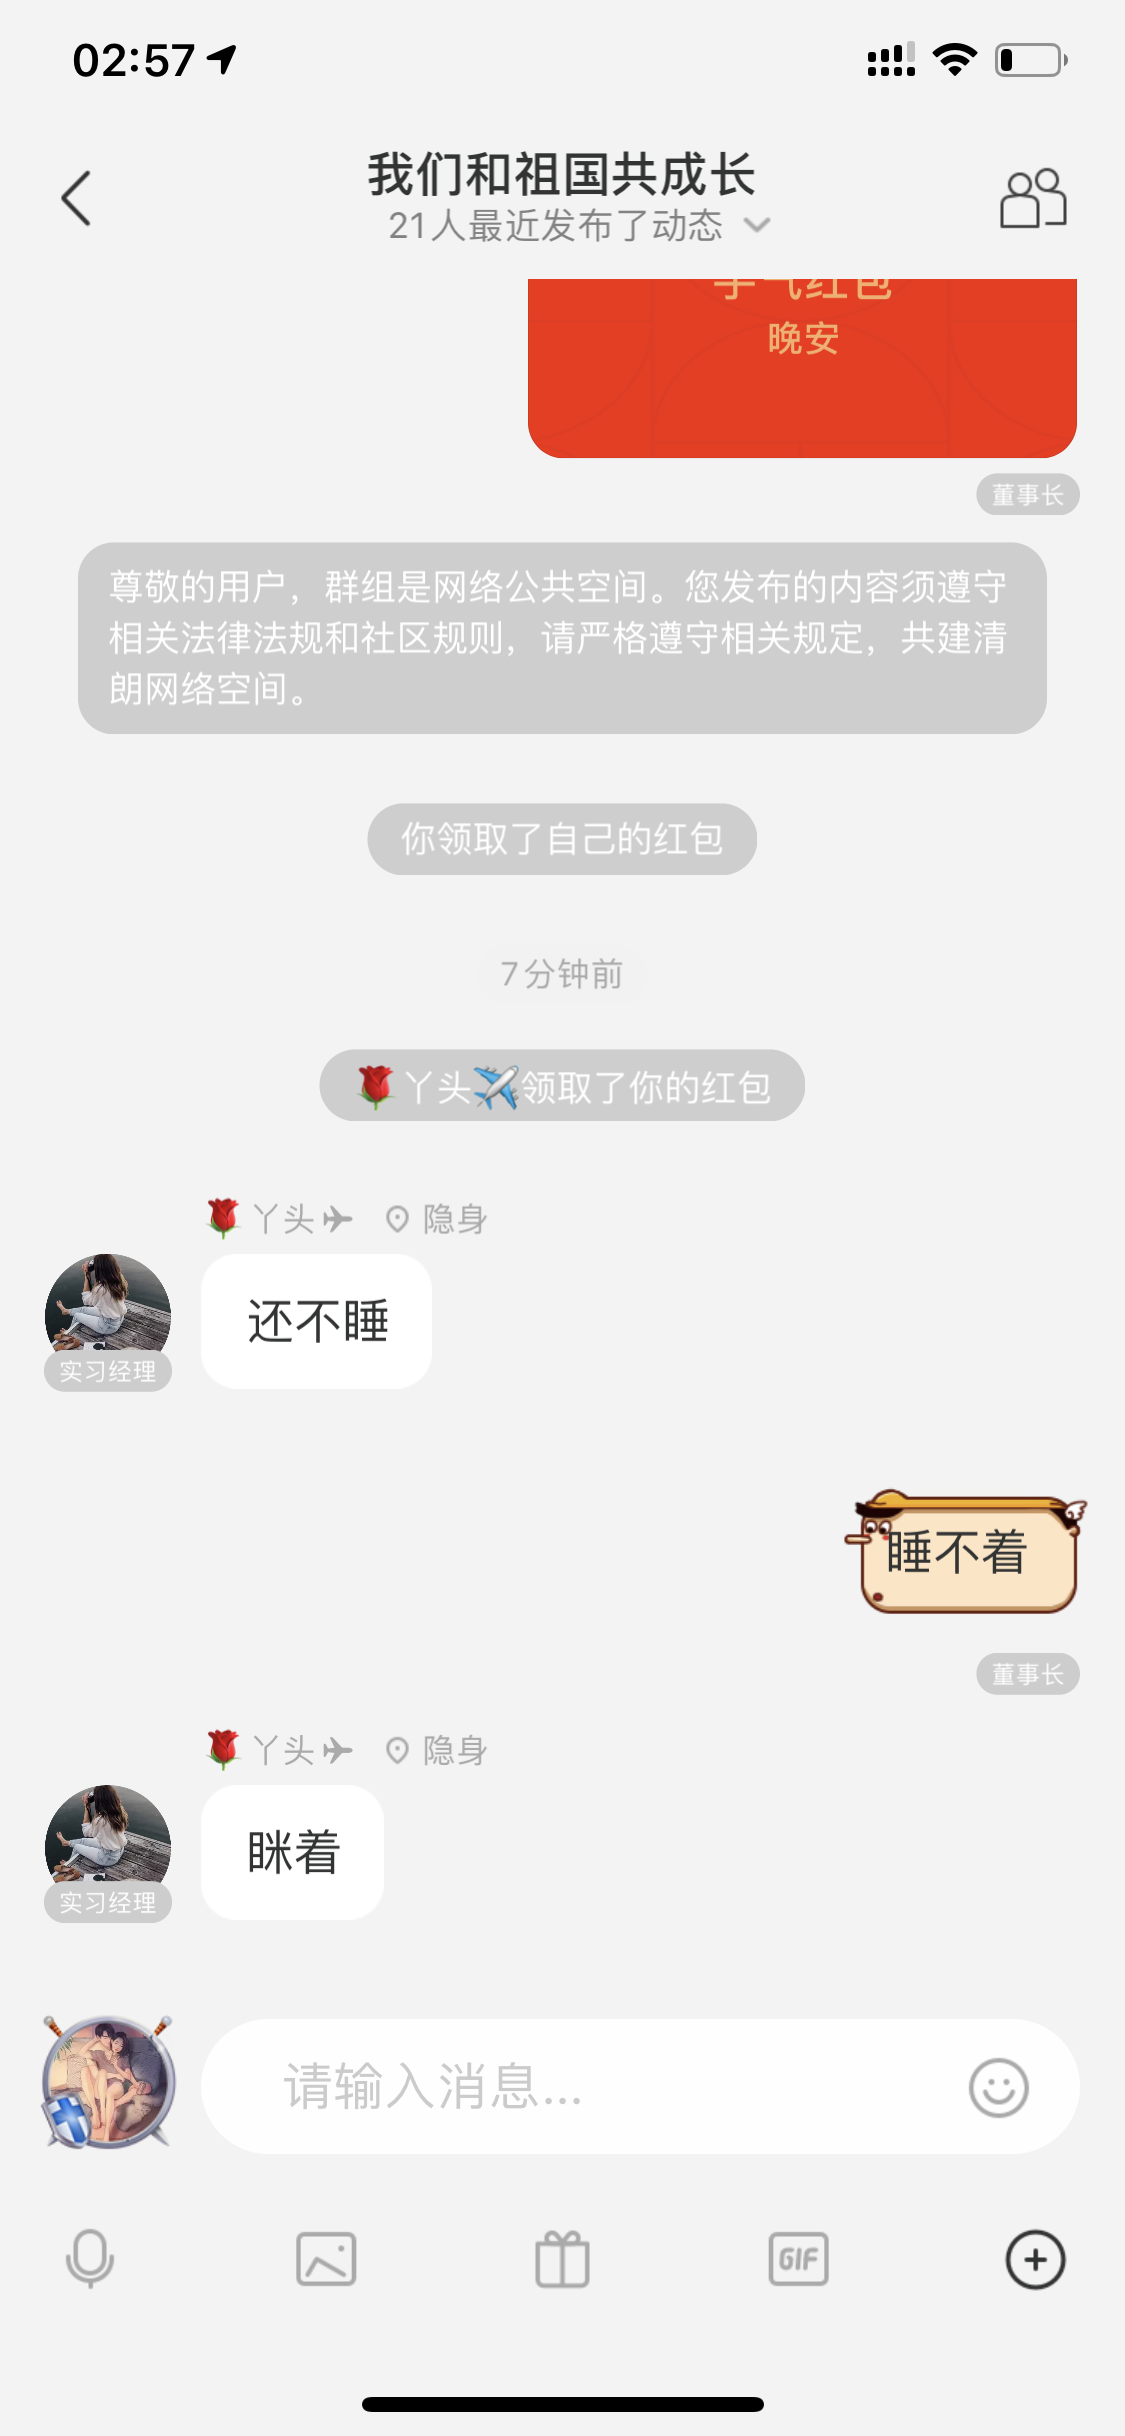 02:57
我们和祖国共成长
21人最近发布了动态
手气红包
晚安
董事长
尊敬的用户，群组是网络公共空间。您发布的内容须遵守
相关法律法规和社区规则，请严格遵守相关规定，共建清
朗网络空间。
你领取了自己的红包
7分钟前
🌹丫头✈️领取了你的红包
🌹丫头✈ 隐身
还不睡
实习经理
睡不着
董事长
🌹丫头✈ 隐身
眯着
实习经理
请输入消息...
GIF